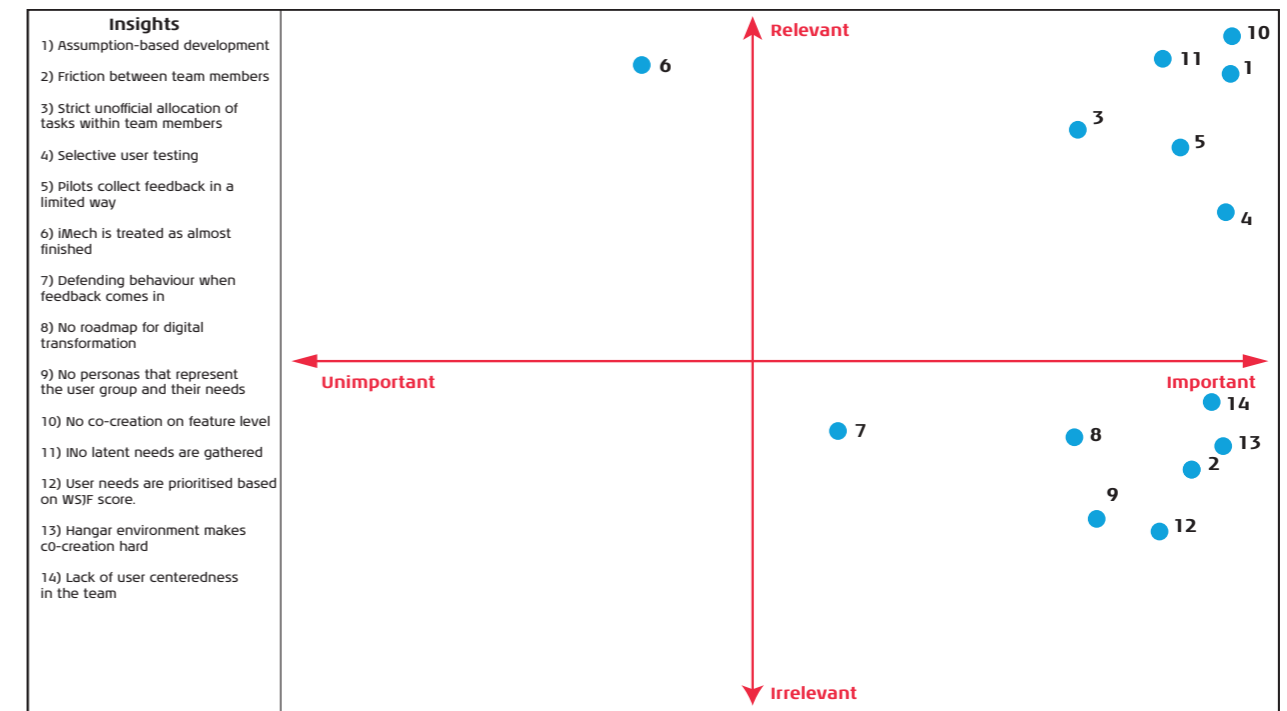 Insights
1) Assumption-based development
2) Friction between team members
3) Strict unofficial allocation of
tasks within team members
4) Selective user testing
5) Pilots collect feedback in a
limited way
6) iMech is treated as almost
finished
7) Defending behaviour when
feedback comes in
8) No roadmap for digital
transformation
9) No personas that represent
the user group and their needs
10) No co-creation on feature level
11) INo latent needs are gathered
12) User needs are prioritised based
on WSJF score.
13) Hangar environment makes
c0-creation hard
14) Lack of user centeredness
in the team
Relevant
10
11
1
6
3
5
4
Unimportant
Important
14
7
8
13
2
9
12
Irrelevant